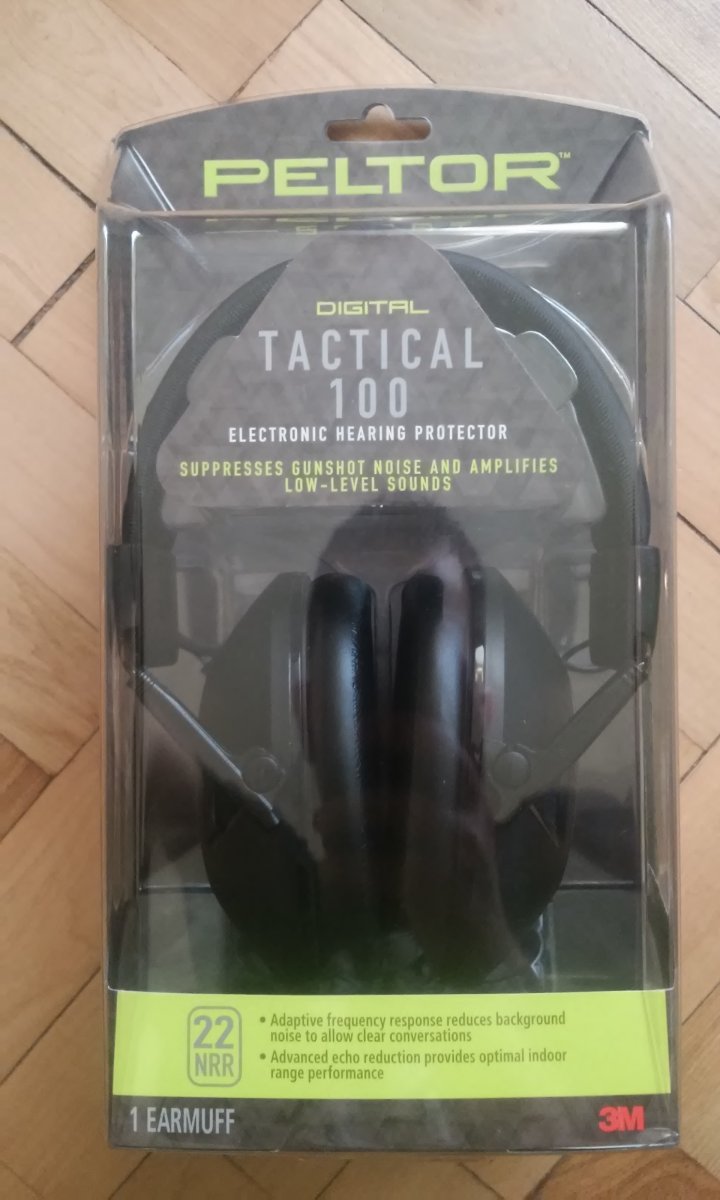 PELTOR™
DIGITAL
TACTICAL
100
ELECTRONIC HEARING PROTECTOR
SUPPRESSES GUNSHOT NOISE AND AMPLIFIES
LOW-LEVEL SOUNDS
22
NRR
• Adaptive frequency response reduces background
noise to allow clear conversations
• Advanced echo reduction provides optimal indoor
range performance
1 EARMUFF
3M